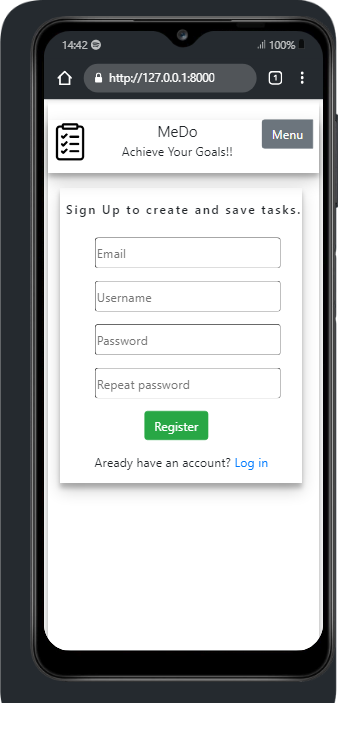 14:42 100%
http://127.0.0.1:8000 1
MeDo Menu
Achieve Your Goals!!
Sign Up to create and save tasks.
Email
Username
Password
Repeat password
Register
Aready have an account? Log in